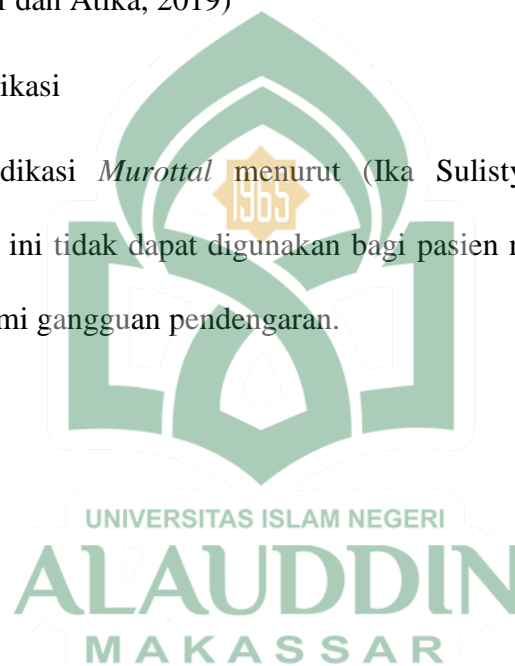 dan Atika, 2019)
ikasi
dikasi Murottal menurut (Ika Sulisty
ini tidak dapat digunakan bagi pasien
mi gangguan pendengaran.
1965
UNIVERSITAS ISLAM NEGERI
ALAUDDIN
MAKASSAR